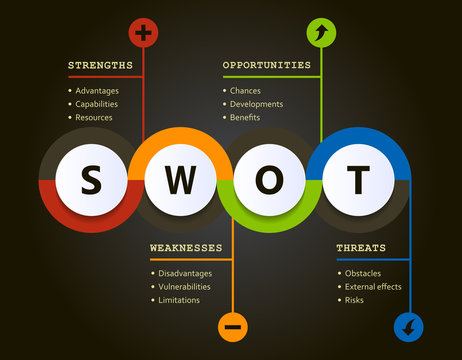 STRENGTHS
• Advantages
• Capabilities
• Resources
OPPORTUNITIES
• Chances
• Developments
• Benefits
S W O T
WEAKNESSES
• Disadvantages
• Vulnerabilities
• Limitations
THREATS
• Obstacles
• External effects
• Risks